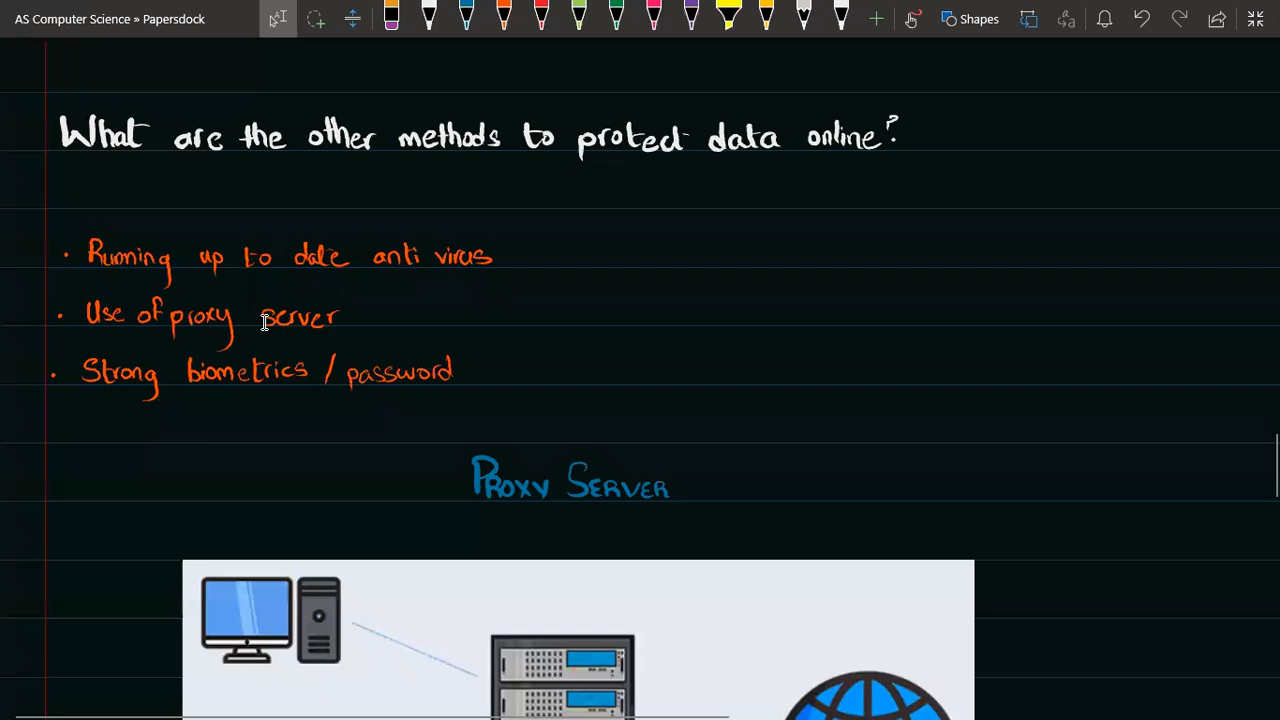 AS Computer Science » Papersdock
Shapes
What are the other methods to protect data online?
• Running up to date anti virus
• Use of proxy server
• Strong biometrics / password
PROXY SERVER